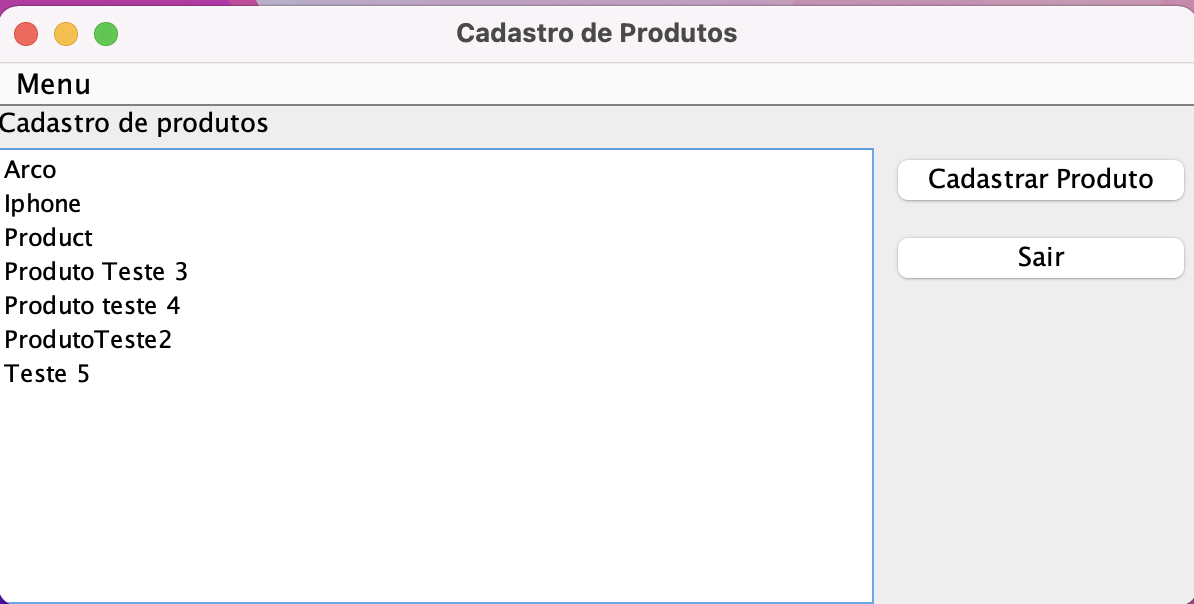 Cadastro de Produtos
Menu
Cadastro de produtos
Arco
Iphone
Product
Produto Teste 3
Produto teste 4
ProdutoTeste2
Teste 5
Cadastrar Produto
Sair